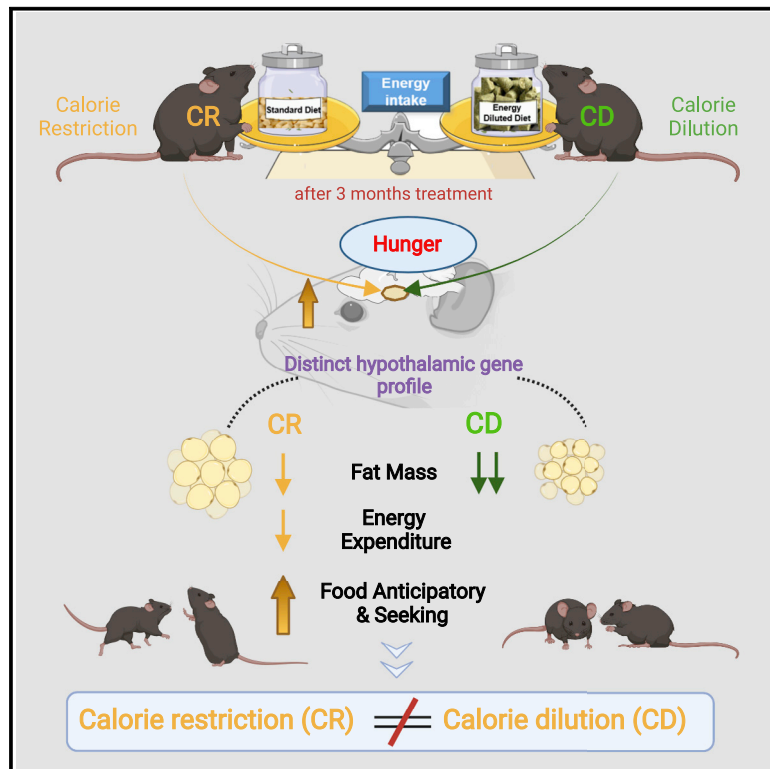 Energy
intake
Standard Diet
Energy
Diluted Diet
Calorie
Restriction
CR
CD
Calorie
Dilution
after 3 months treatment
Hunger
Distinct hypothalamic gene
profile
CR
CD
Fat Mass
Energy
Expenditure
Food Anticipatory
& Seeking
Calorie restriction (CR) ≠ Calorie dilution (CD)